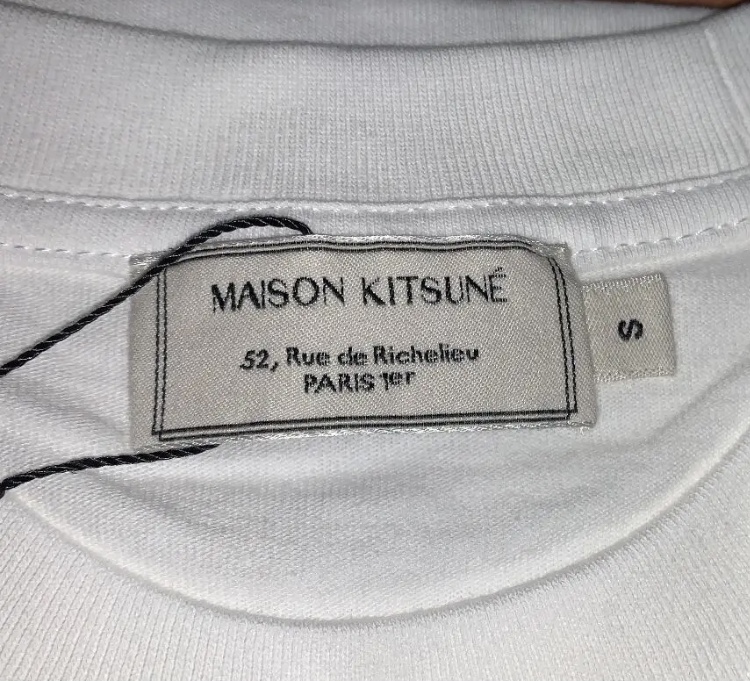 MAISON KITSUNÉ
52, Rue de Richelieu
PARIS 1er
S